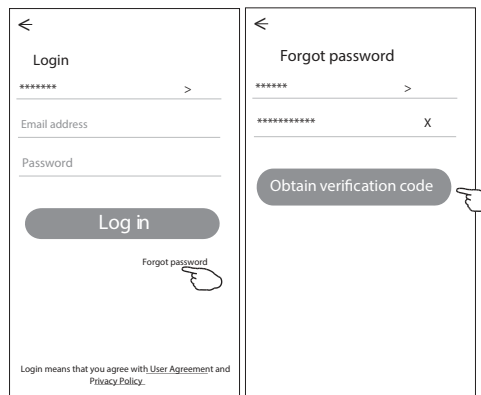 Login
******* >
Email address
Password
Log in
Forgot password
Login means that you agree with User Agreement and
Privacy Policy
Forgot password
****** >
*********** X
Obtain verification code